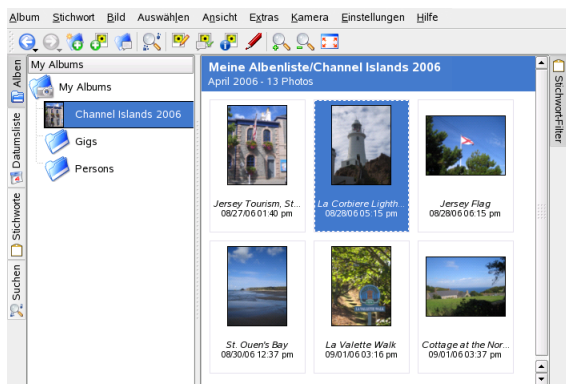 Album Stichwort Bild Auswählen Ansicht Extras Kamera Einstellungen Hilfe
My Albums
My Albums
Channel Islands 2006
Gigs
Persons
Alben
Datumsliste
Stichworte
Suchen
Meine Albenliste/Channel Islands 2006
April 2006 - 13 Photos
Jersey Tourism, St...
08/27/06 01:40 pm
La Corbiere Lighth...
08/28/06 05:15 pm
Jersey Flag
08/28/06 06:15 pm
St. Ouen's Bay
08/30/06 12:37 pm
La Valette Walk
09/01/06 03:16 pm
Cottage at the Nor...
09/01/06 03:37 pm
Stichwort-Filter